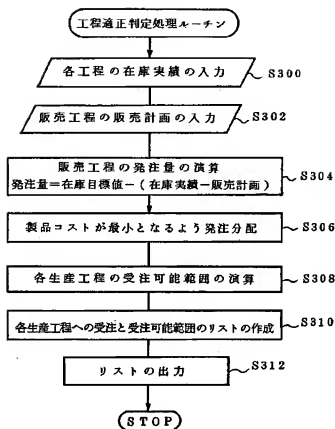 工程適正判定処理ルーチン
各工程の在庫実績の入力
S300
販売工程の販売計画の入力
S302
販売工程の発注量の演算
発注量=在庫目標値-(在庫実績-販売計画)
S304
製品コストが最小となるよう発注分配
S306
各生産工程の受注可能範囲の演算
S308
各生産工程への受注と受注可能範囲のリストの作成
S310
リストの出力
S312
STOP